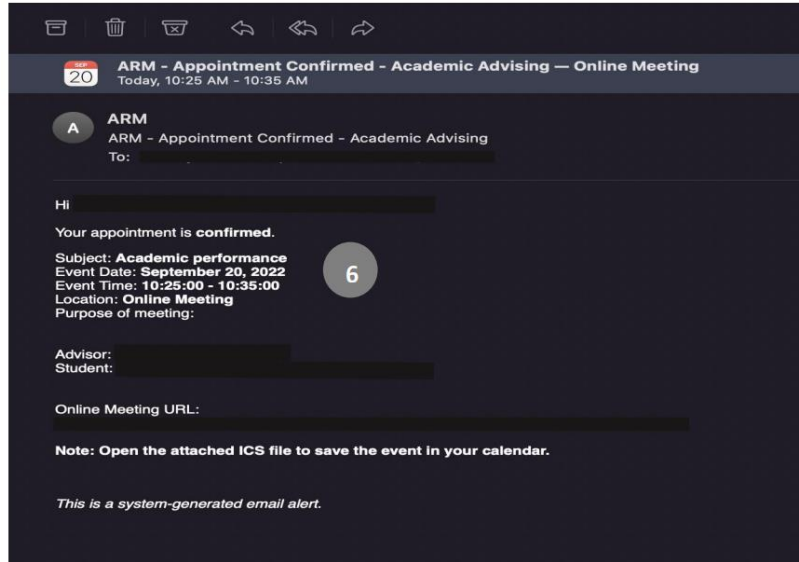 SEP
20
ARM - Appointment Confirmed - Academic Advising — Online Meeting
Today, 10:25 AM - 10:35 AM
A
ARM
ARM - Appointment Confirmed - Academic Advising
To:
Hi
Your appointment is confirmed.
Subject: Academic performance
Event Date: September 20, 2022
Event Time: 10:25:00 - 10:35:00
Location: Online Meeting
Purpose of meeting:
6
Advisor:
Student:
Online Meeting URL:
Note: Open the attached ICS file to save the event in your calendar.
This is a system-generated email alert.